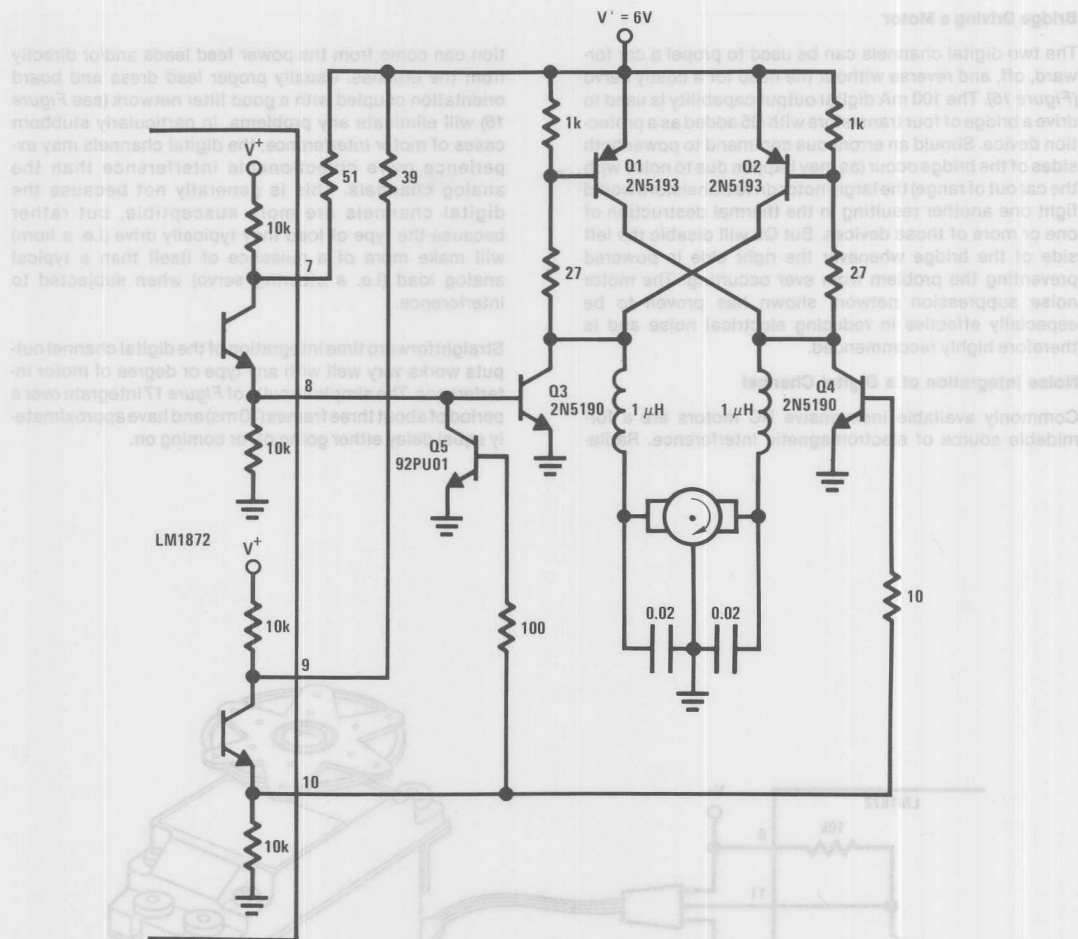 V+ = 6V
Bridge Driving a Motor
The two digital channels can be used to propel a car for-
ward, off, and reverse without the need for a costly servo
(Figure 16). The 100 mA digital output capability is used to
drive a bridge of four transistors with Q5 added as a protec-
tion device. Should an erroneous command to power both
sides of the bridge occur (as may happen due to noise with
the car out of range) the large motor drive transistors would
fight one another resulting in the thermal destruction of
one or more of those devices. But Q5 will disable the left
side of the bridge whenever the right side is powered
preventing the problem from ever occurring. The motor
noise suppression network shown has proven to be
especially effective in reducing electrical noise and is
therefore highly recommended.
Noise Integration of a Digital Channel
Commonly available inexpensive DC motors are a for-
midable source of electromagnetic interference. Radia-
tion can come from the power feed leads and/or directly
from the brushes. Usually proper lead dress and board
orientation coupled with a good filter network (see Figure
16) will eliminate any problems. In particularly stubborn
cases of motor interference, the digital channels may ex-
perience more objectionable interference than the
analog channels. This is generally not because the
digital channels are more susceptible, but rather
because the type of load they typically drive (i.e. a horn)
will make more of a nuisance of itself than a typical
analog load (i.e. a steering servo) when subjected to
interference.
Straightforward time integration of the digital channel out-
puts works very well with any type or degree of motor in-
terference. The simple circuits of Figure 17 integrate over a
period of about three frames and have approximate-
ly equal delay either going off or coming on.
V+
51
39
1k
1k
Q1
2N5193
Q2
2N5193
10k
7
27
27
8
Q3
2N5190
1 µH
1 µH
Q4
2N5190
10k
Q5
92PU01
LM1872
V+
10k
100
0.02
0.02
10
9
10
10k
LM1872
10k
6
11